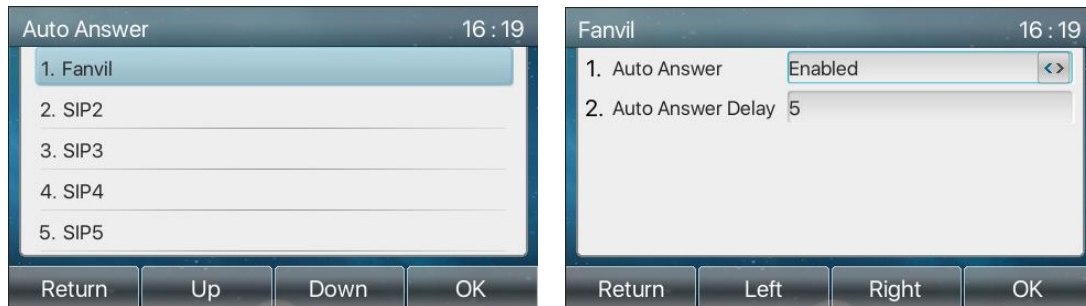 Auto Answer 16 : 19
1. Fanvil
2. SIP2
3. SIP3
4. SIP4
5. SIP5
Return Up Down OK
Fanvil 16 : 19
1. Auto Answer Enabled <>
2. Auto Answer Delay 5
Return Left Right OK